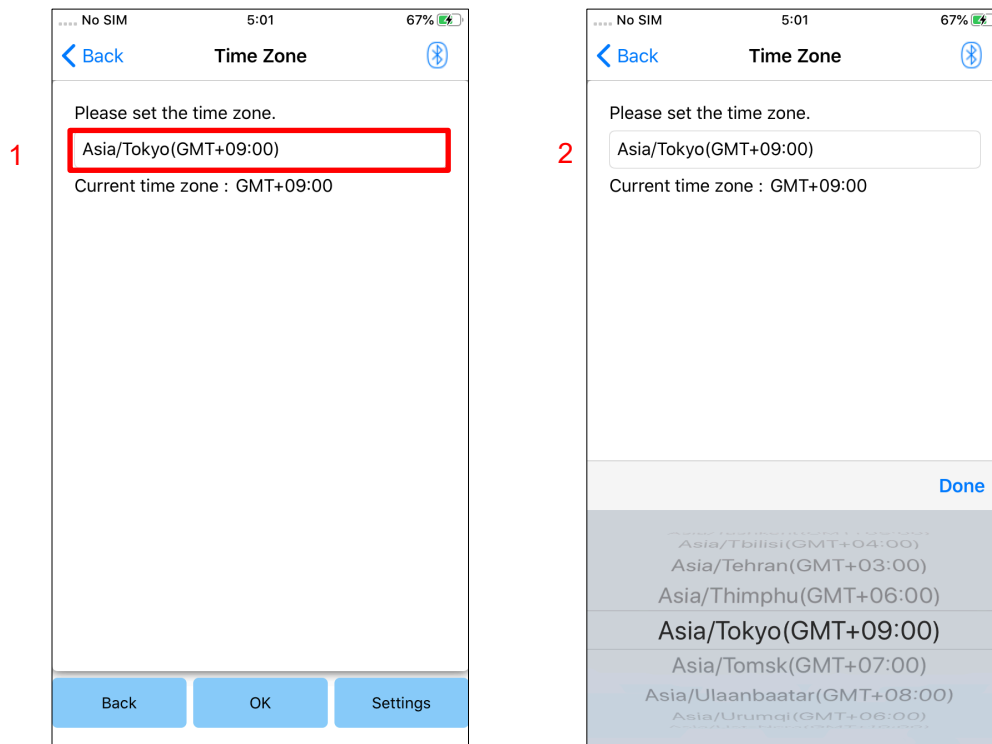 No SIM 5:01 67%
Back Time Zone
Please set the time zone.
1 Asia/Tokyo(GMT+09:00)
Current time zone : GMT+09:00
Back OK Settings
No SIM 5:01 67%
Back Time Zone
Please set the time zone.
2 Asia/Tokyo(GMT+09:00)
Current time zone : GMT+09:00
Done
Asia/Tbilisi(GMT+04:00)
Asia/Tehran(GMT+03:00)
Asia/Thimphu(GMT+06:00)
Asia/Tokyo(GMT+09:00)
Asia/Tomsk(GMT+07:00)
Asia/Ulaanbaatar(GMT+08:00)
Asia/Urumqi(GMT+06:00)